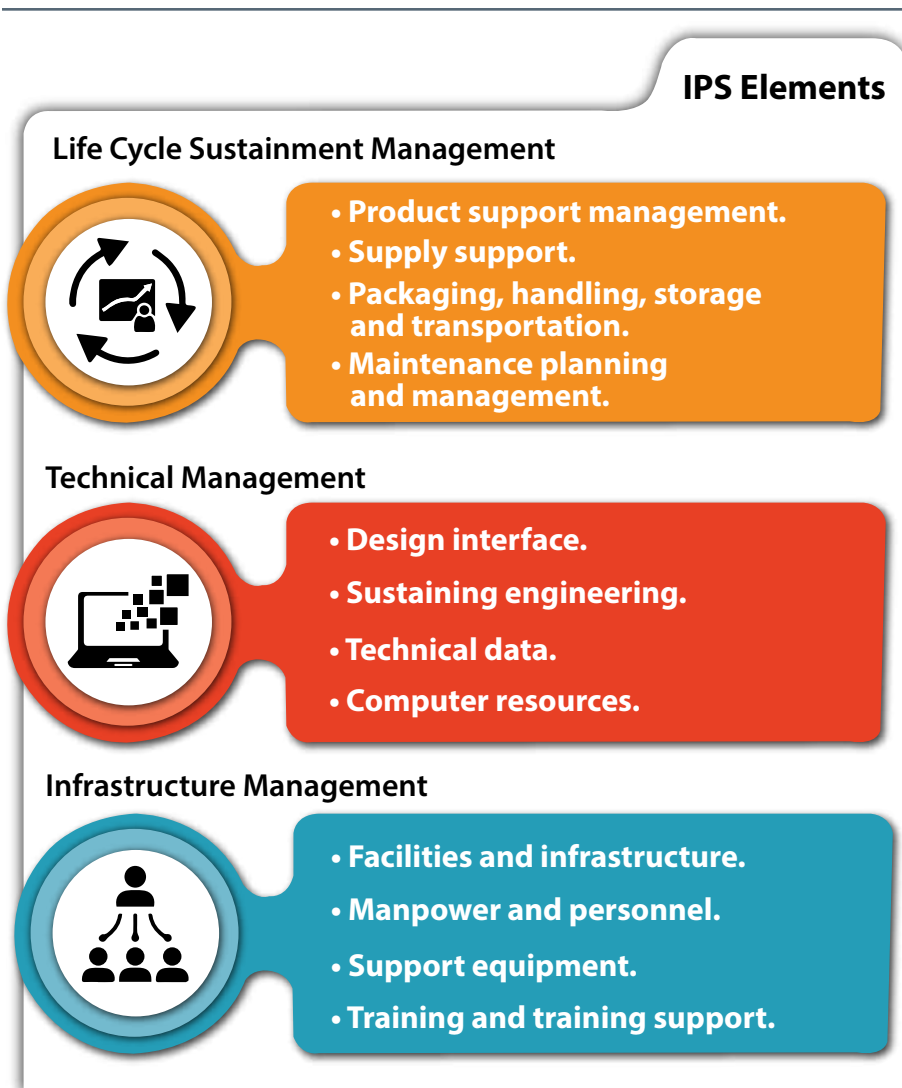 IPS Elements
Life Cycle Sustainment Management
• Product support management.
• Supply support.
• Packaging, handling, storage
and transportation.
• Maintenance planning
and management.
Technical Management
• Design interface.
• Sustaining engineering.
• Technical data.
• Computer resources.
Infrastructure Management
• Facilities and infrastructure.
• Manpower and personnel.
• Support equipment.
• Training and training support.